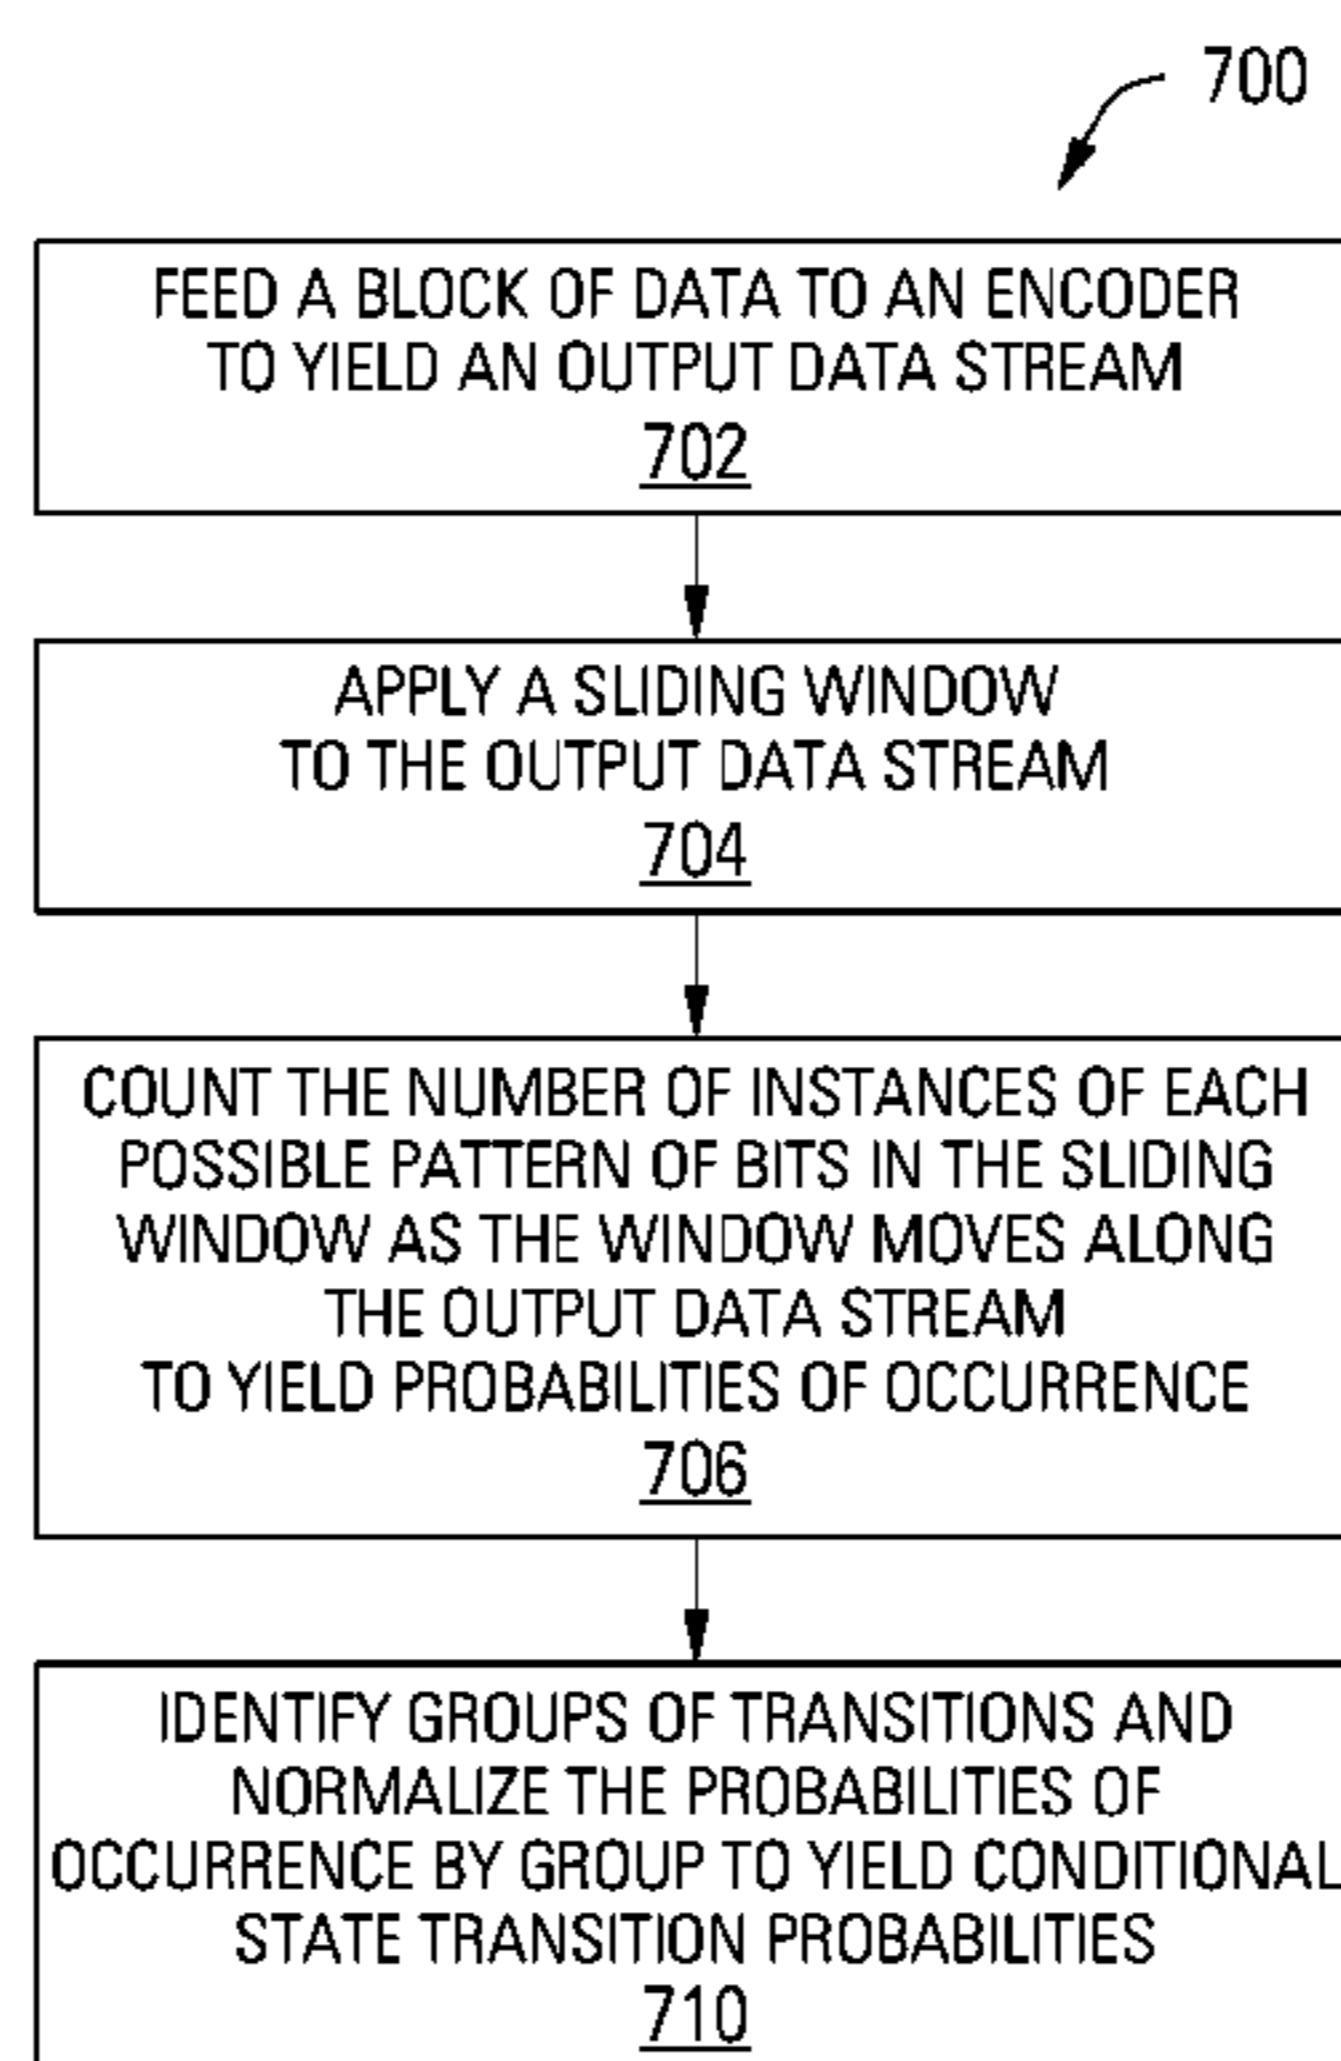 700
FEED A BLOCK OF DATA TO AN ENCODER
TO YIELD AN OUTPUT DATA STREAM
702
APPLY A SLIDING WINDOW
TO THE OUTPUT DATA STREAM
704
COUNT THE NUMBER OF INSTANCES OF EACH
POSSIBLE PATTERN OF BITS IN THE SLIDING
WINDOW AS THE WINDOW MOVES ALONG
THE OUTPUT DATA STREAM
TO YIELD PROBABILITIES OF OCCURRENCE
706
IDENTIFY GROUPS OF TRANSITIONS AND
NORMALIZE THE PROBABILITIES OF
OCCURRENCE BY GROUP TO YIELD CONDITIONAL
STATE TRANSITION PROBABILITIES
710